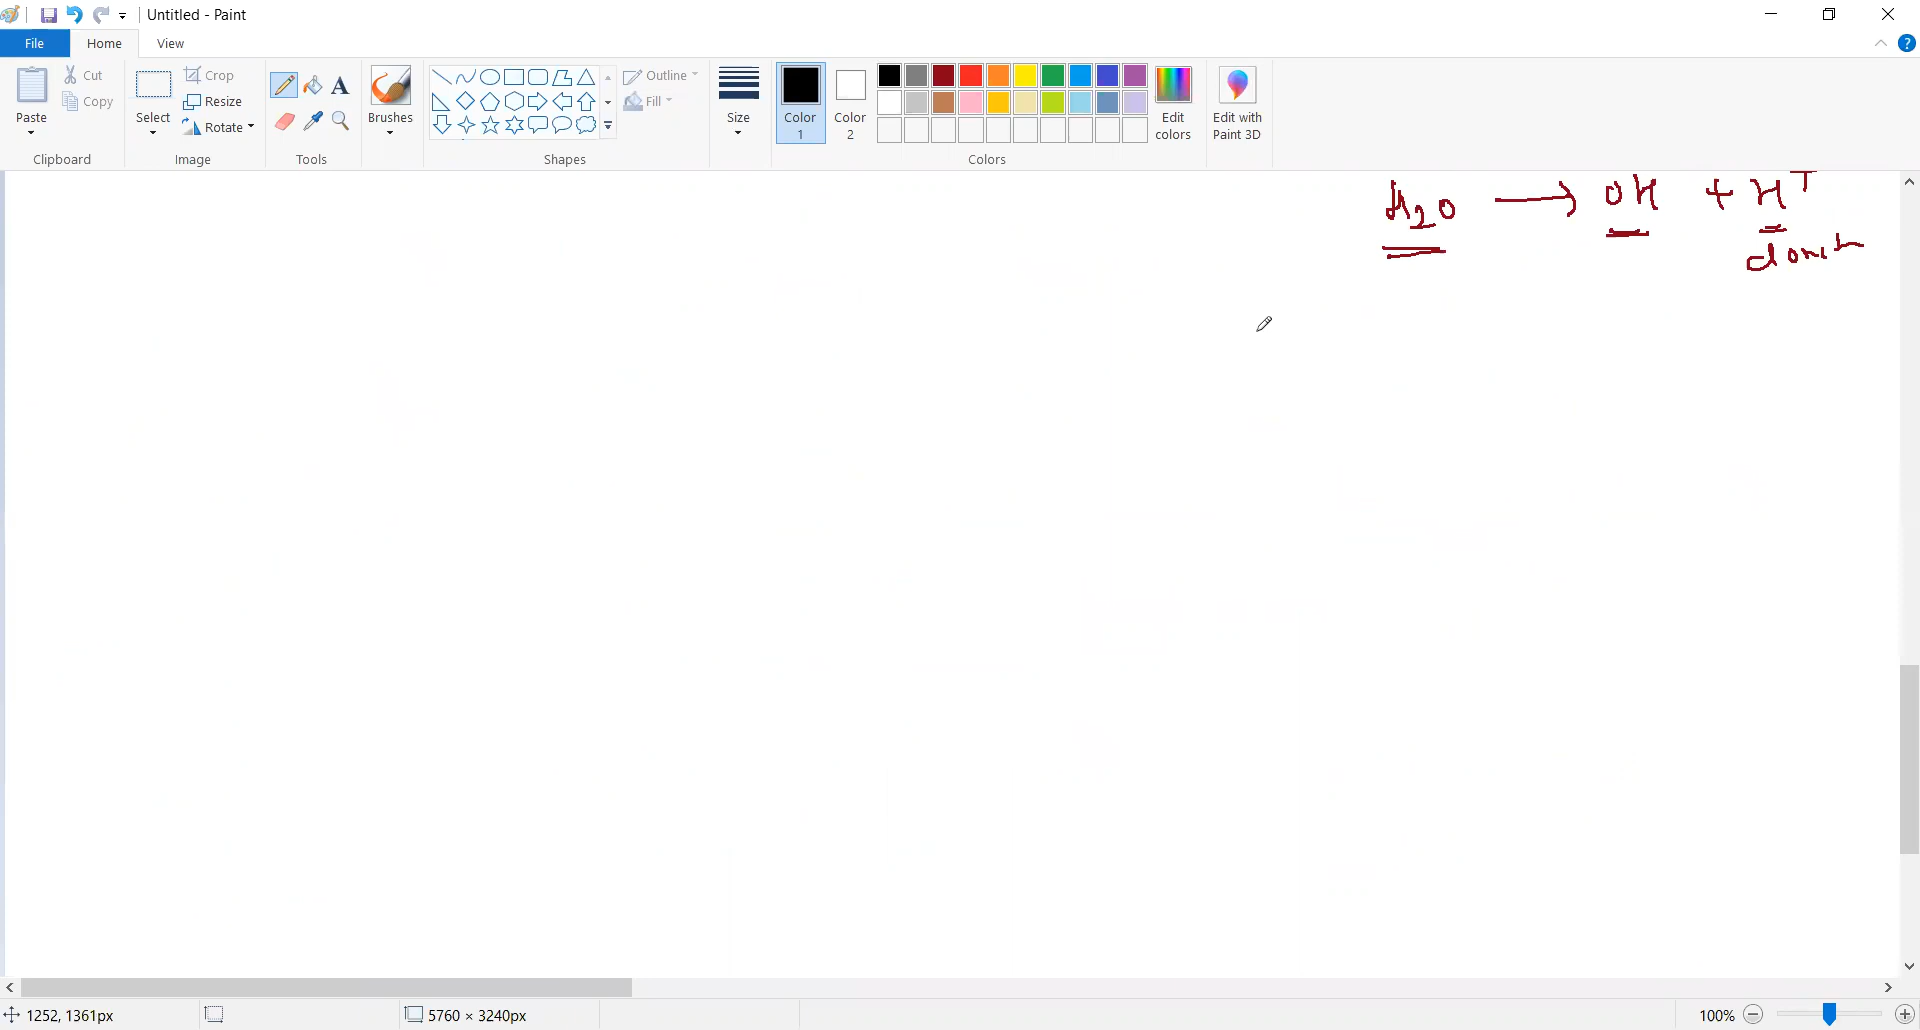 Untitled - Paint
File Home View
Paste
Cut
Copy
Clipboard
Select
Crop
Resize
Rotate
Image
Tools
Brushes
Outline
Fill
Shapes
Size
Color 1
Color 2
Edit colors
Colors
Edit with Paint 3D
H2O → OH + H+
1252, 1361px
5760 × 3240px
100%